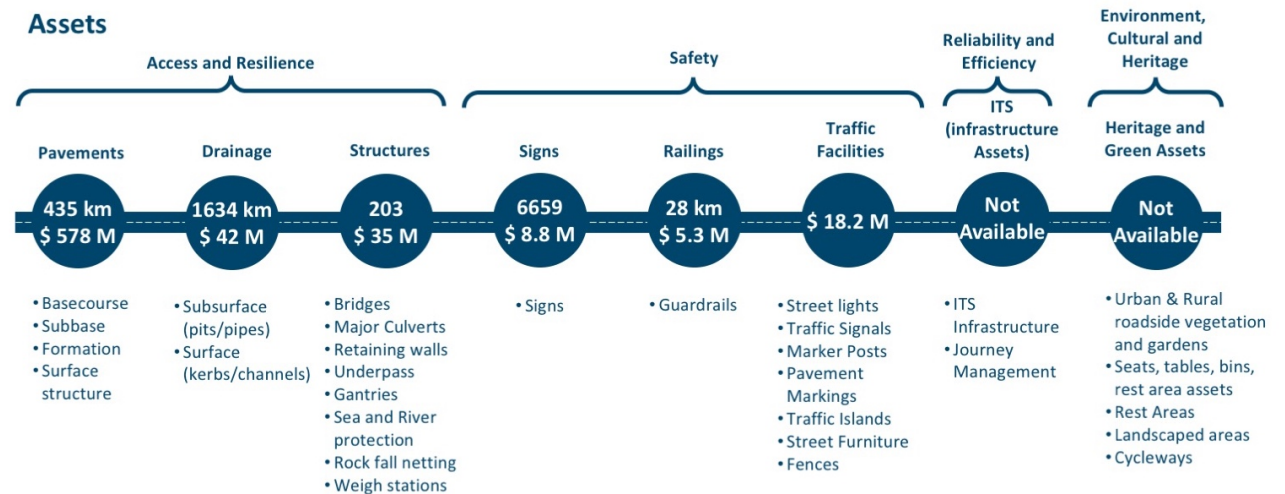 Assets
Access and Resilience
Safety
Reliability and
Efficiency
Environment,
Cultural and
Heritage
Pavements
Drainage
Structures
Signs
Railings
Traffic
Facilities
ITS
(infrastructure
Assets)
Heritage and
Green Assets
435 km
$ 578 M
1634 km
$ 42 M
203
$ 35 M
6659
$ 8.8 M
28 km
$ 5.3 M
$ 18.2 M
Not
Available
Not
Available
• Basecourse
• Subbase
• Formation
• Surface
structure
• Subsurface
(pits/pipes)
• Surface
(kerbs/channels)
• Bridges
• Major Culverts
• Retaining walls
• Underpass
• Gantries
• Sea and River
protection
• Rock fall netting
• Weigh stations
• Signs
• Guardrails
• Street lights
• Traffic Signals
• Marker Posts
• Pavement
Markings
• Traffic Islands
• Street Furniture
• Fences
• ITS
Infrastructure
• Journey
Management
• Urban & Rural
roadside vegetation
and gardens
• Seats, tables, bins,
rest area assets
• Rest Areas
• Landscaped areas
• Cycleways